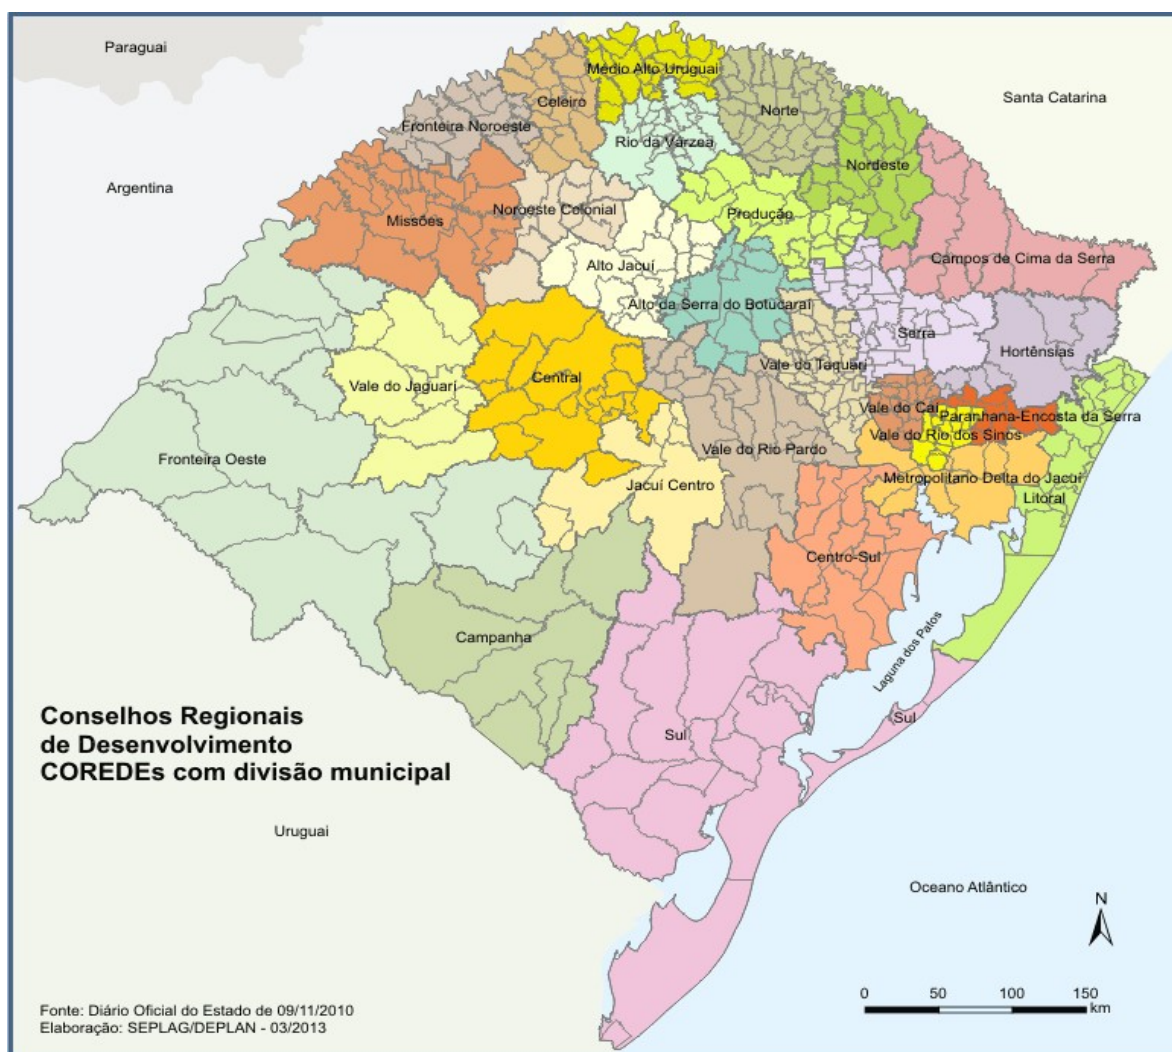 Paraguai
Santa Catarina
Argentina
Médio Alto Uruguai
Celeiro
Norte
Fronteira Noroeste
Rio da Várzea
Nordeste
Missões
Noroeste Colonial
Produção
Alto Jacuí
Campos de Cima da Serra
Alto da Serra do Botucaraí
Serra
Hortênsias
Vale do Taquari
Central
Vale do Jaguarí
Vale do Caí
Paranhana-Encosta da Serra
Vale do Rio dos Sinos
Vale do Rio Pardo
Fronteira Oeste
Jacuí Centro
Metropolitano Delta do Jacuí
Litoral
Centro-Sul
Campanha
Laguna dos Patos
Sul
Sul
Conselhos Regionais
de Desenvolvimento
COREDEs com divisão municipal
Uruguai
Oceano Atlântico
N
0 50 100 150
km
Fonte: Diário Oficial do Estado de 09/11/2010
Elaboração: SEPLAG/DEPLAN - 03/2013